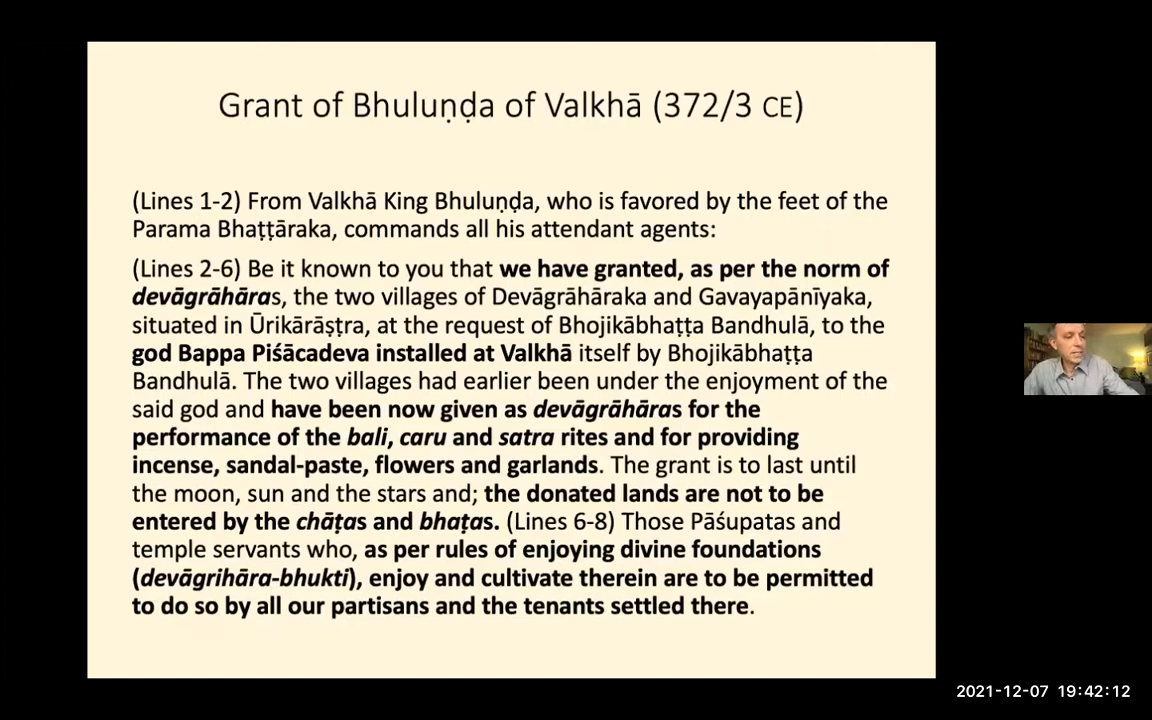 Grant of Bhuluṇḍa of Valkhā (372/3 CE)
(Lines 1-2) From Valkhā King Bhuluṇḍa, who is favored by the feet of the
Parama Bhaṭṭāraka, commands all his attendant agents:
(Lines 2-6) Be it known to you that we have granted, as per the norm of
devāgrāhāras, the two villages of Devāgrāhāraka and Gavayapānīyaka,
situated in Ūrikārāṣṭra, at the request of Bhojikābhaṭṭa Bandhulā, to the
god Bappa Piśācadeva installed at Valkhā itself by Bhojikābhaṭṭa
Bandhulā. The two villages had earlier been under the enjoyment of the
said god and have been now given as devāgrāhāras for the
performance of the bali, caru and satra rites and for providing
incense, sandal-paste, flowers and garlands. The grant is to last until
the moon, sun and the stars and; the donated lands are not to be
entered by the chāṭas and bhaṭas. (Lines 6-8) Those Pāśupatas and
temple servants who, as per rules of enjoying divine foundations
(devāgrihāra-bhukti), enjoy and cultivate therein are to be permitted
to do so by all our partisans and the tenants settled there.
2021-12-07 19:42:12